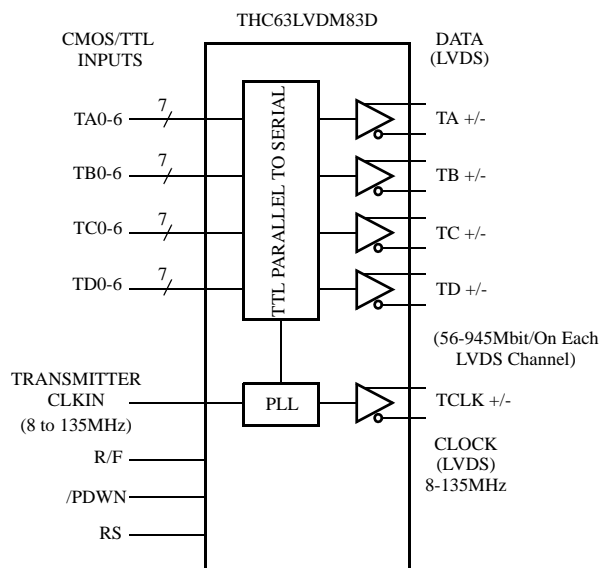 THC63LVDM83D
CMOS/TTL
INPUTS
DATA
(LVDS)
7
TA0-6
TA +/-
7
TB0-6
TB +/-
7
TC0-6
TC +/-
7
TD0-6
TD +/-
TTL PARALLEL TO SERIAL
(56-945Mbit/On Each
LVDS Channel)
TRANSMITTER
CLKIN
(8 to 135MHz)
PLL
TCLK +/-
CLOCK
(LVDS)
8-135MHz
R/F
/PDWN
RS